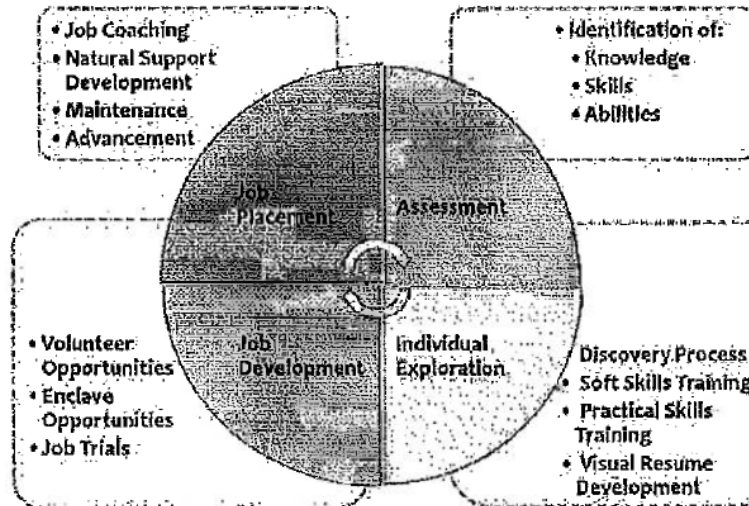 • Job Coaching
• Natural Support
Development
• Maintenance
• Advancement
• Identification of:
• Knowledge
• Skills
• Abilities
Job
Placement
Assessment
Job
Development
Individual
Exploration
• Volunteer
Opportunities
• Enclave
Opportunities
• Job Trials
Discovery Process
• Soft Skills Training
• Practical Skills
Training
• Visual Resume
Development